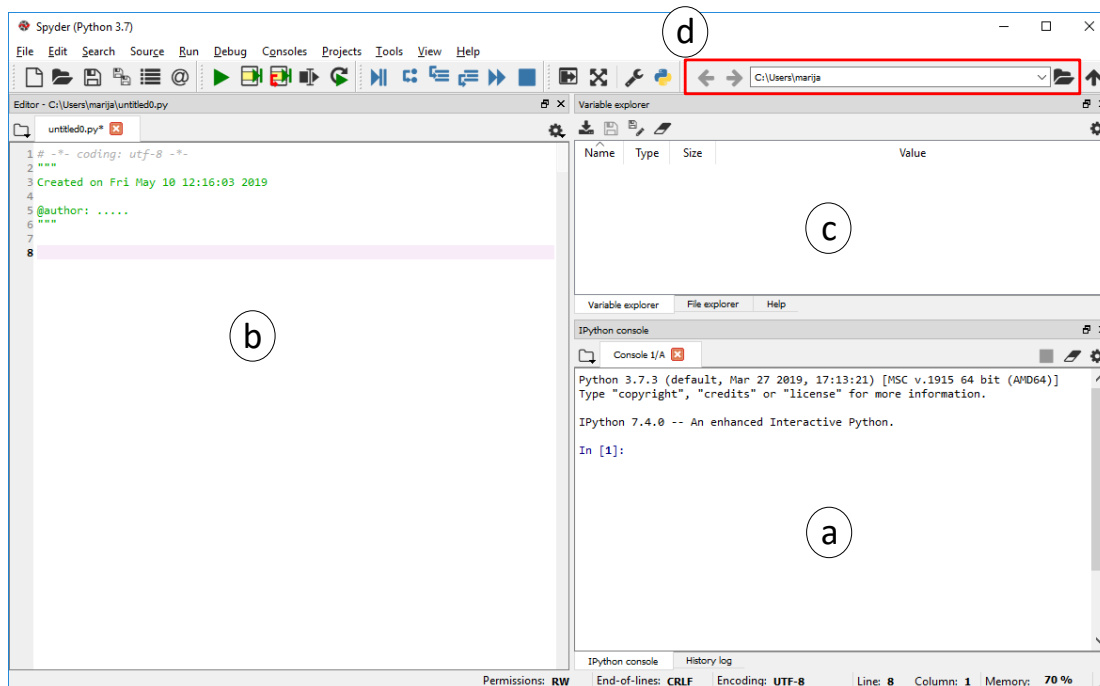 d
Spyder (Python 3.7)
File Edit Search Source Run Debug Consoles Projects Tools View Help
@ C:\Users\marija
Editor - C:\Users\marija\untitled0.py
untitled0.py*
1 # -*- coding: utf-8 -*-
2 """
3 Created on Fri May 10 12:16:03 2019
4
5 @author: .....
6 """
7
8
b
Variable explorer
Name Type Size Value
c
Variable explorer File explorer Help
IPython console
Console 1/A
Python 3.7.3 (default, Mar 27 2019, 17:13:21) [MSC v.1915 64 bit (AMD64)]
Type "copyright", "credits" or "license" for more information.
IPython 7.4.0 -- An enhanced Interactive Python.
In [1]:
a
IPython console History log
Permissions: RW End-of-lines: CRLF Encoding: UTF-8 Line: 8 Column: 1 Memory: 70 %